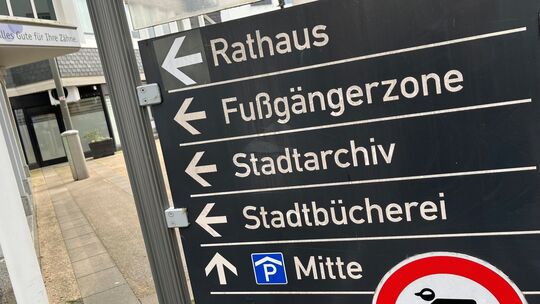 Alles Gute für Ihre Zähne.
Rathaus
Fußgängerzone
Stadtarchiv
Stadtbücherei
P Mitte